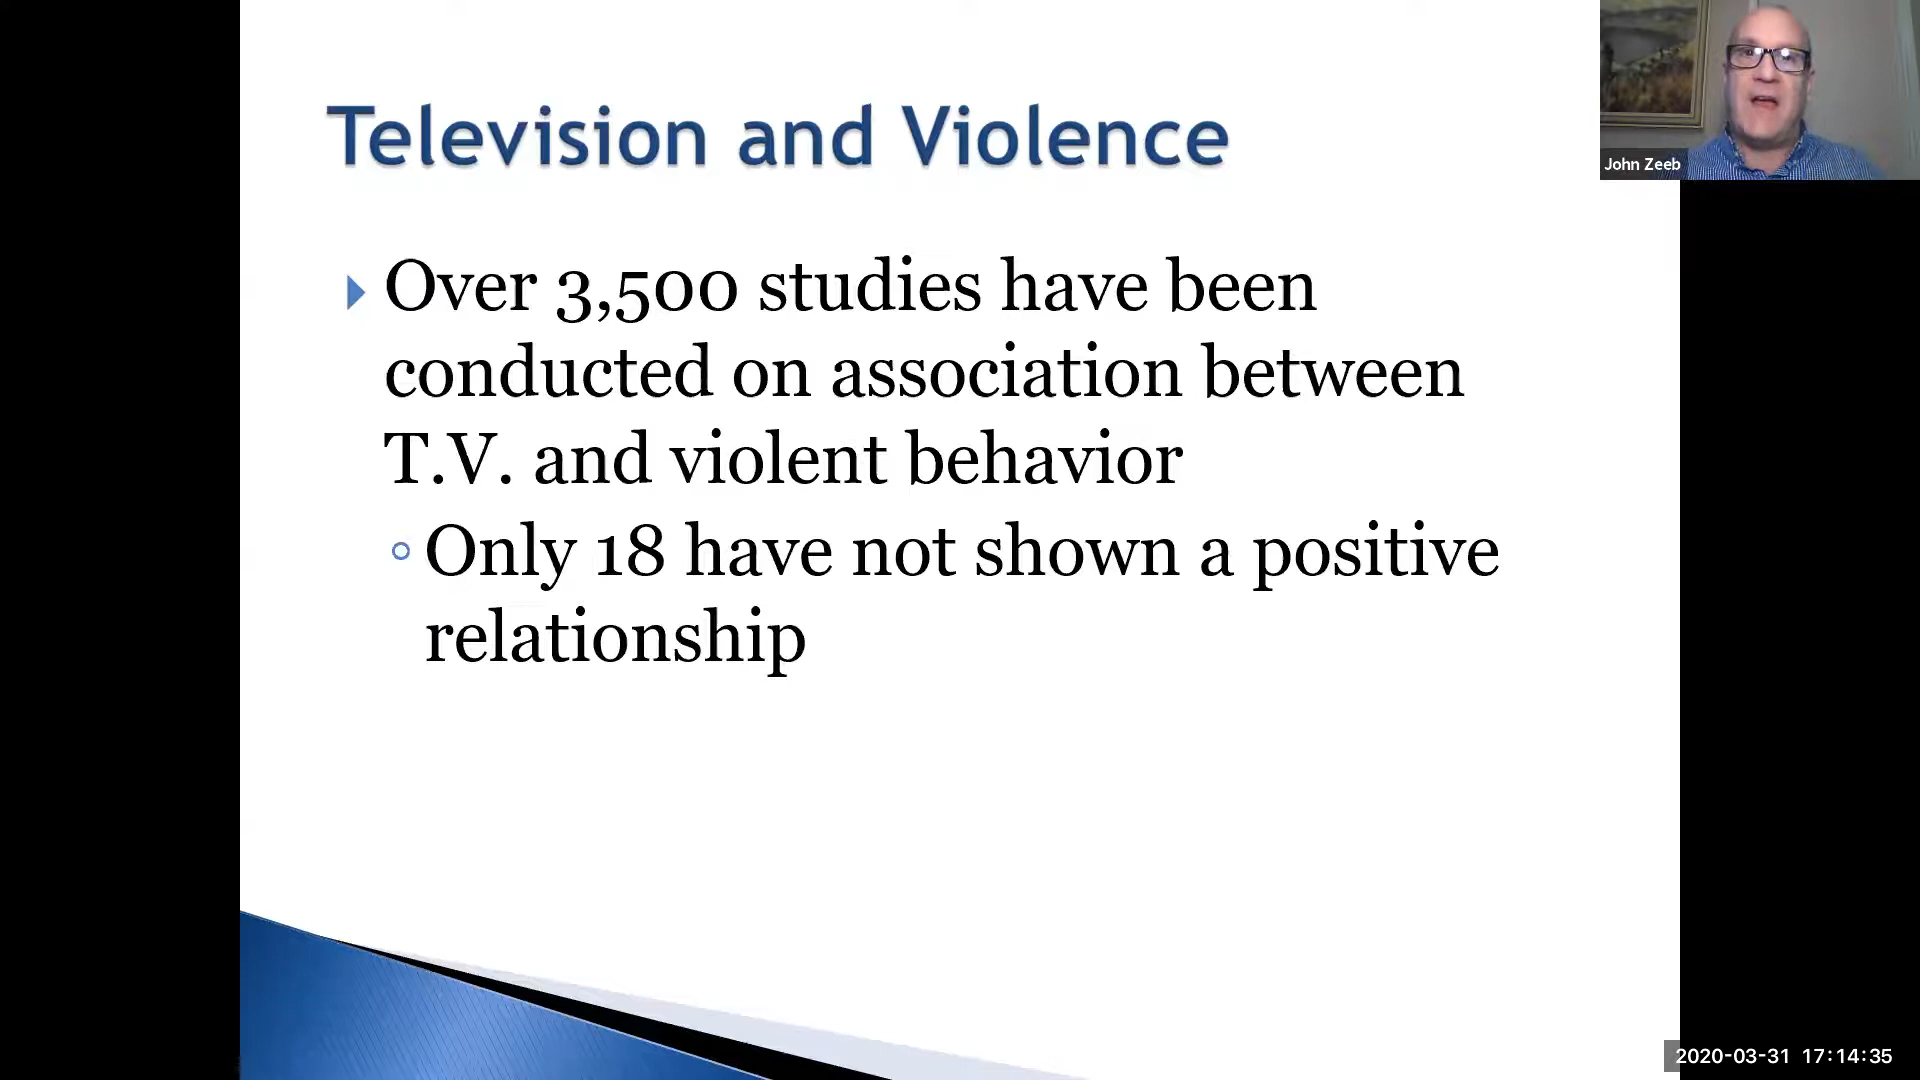 Television and Violence
John Zeeb
Over 3,500 studies have been
conducted on association between
T.V. and violent behavior
Only 18 have not shown a positive
relationship
2020-03-31 17:14:35